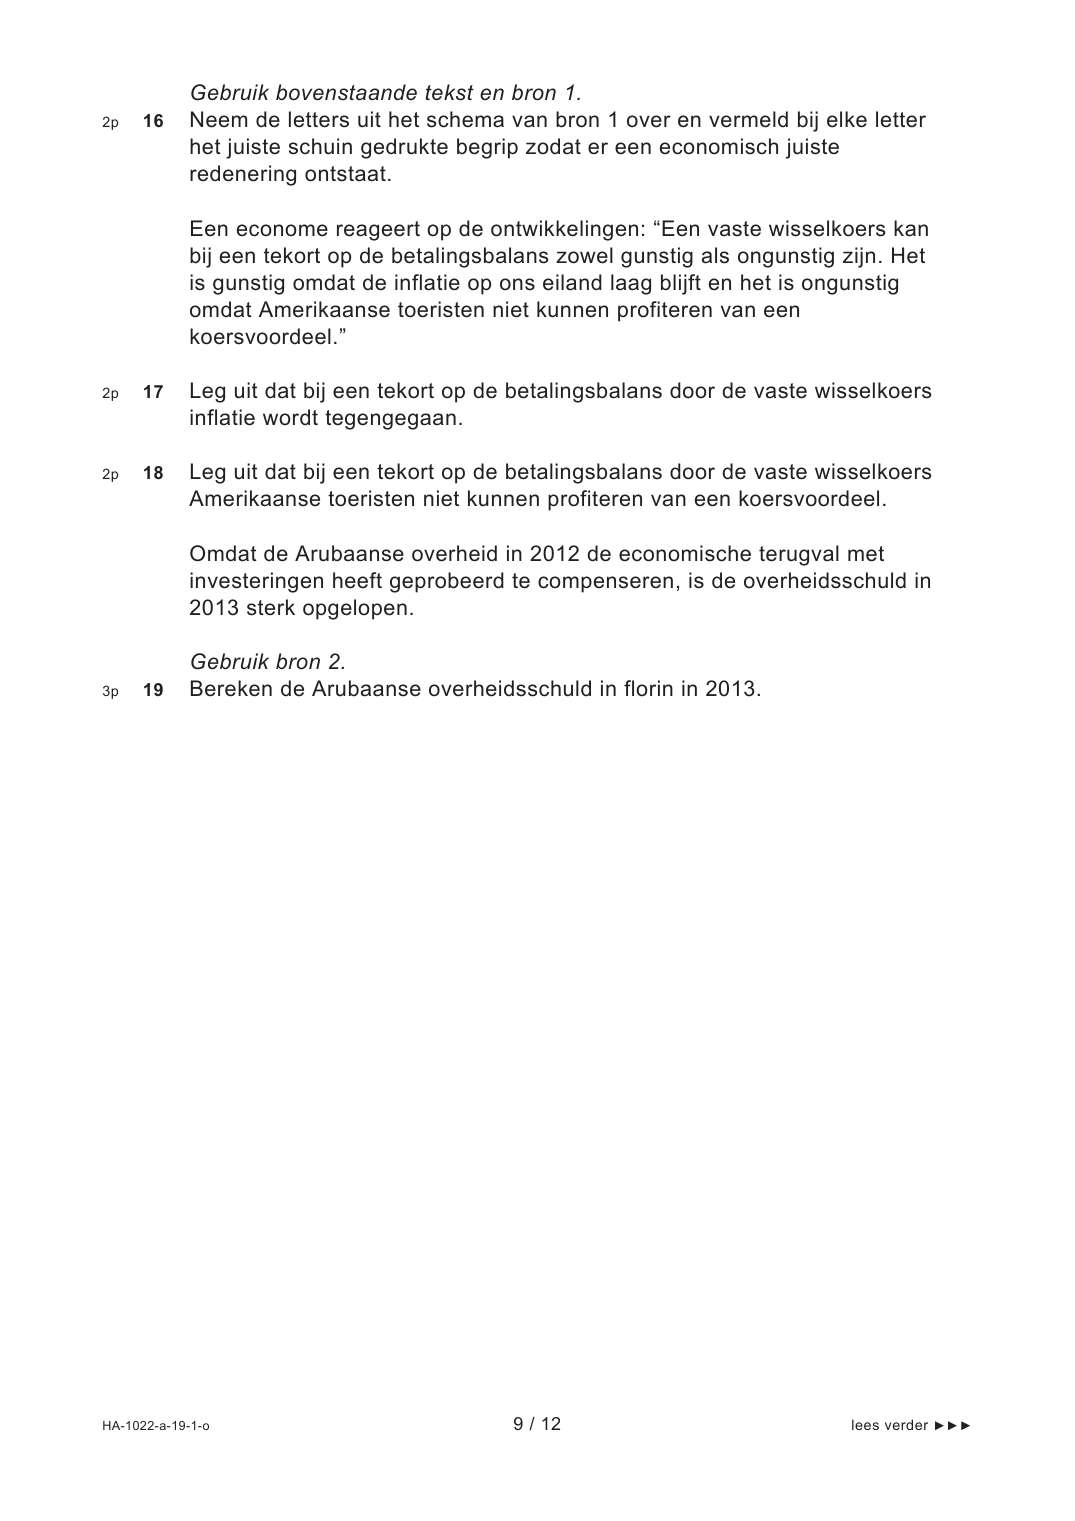 Gebruik bovenstaande tekst en bron 1.
2p 16 Neem de letters uit het schema van bron 1 over en vermeld bij elke letter
het juiste schuin gedrukte begrip zodat er een economisch juiste
redenering ontstaat.
Een econome reageert op de ontwikkelingen: “Een vaste wisselkoers kan
bij een tekort op de betalingsbalans zowel gunstig als ongunstig zijn. Het
is gunstig omdat de inflatie op ons eiland laag blijft en het is ongunstig
omdat Amerikaanse toeristen niet kunnen profiteren van een
koersvoordeel.”
2p 17 Leg uit dat bij een tekort op de betalingsbalans door de vaste wisselkoers
inflatie wordt tegengegaan.
2p 18 Leg uit dat bij een tekort op de betalingsbalans door de vaste wisselkoers
Amerikaanse toeristen niet kunnen profiteren van een koersvoordeel.
Omdat de Arubaanse overheid in 2012 de economische terugval met
investeringen heeft geprobeerd te compenseren, is de overheidsschuld in
2013 sterk opgelopen.
Gebruik bron 2.
3p 19 Bereken de Arubaanse overheidsschuld in florin in 2013.
HA-1022-a-19-1-o 9 / 12 lees verder ►►►